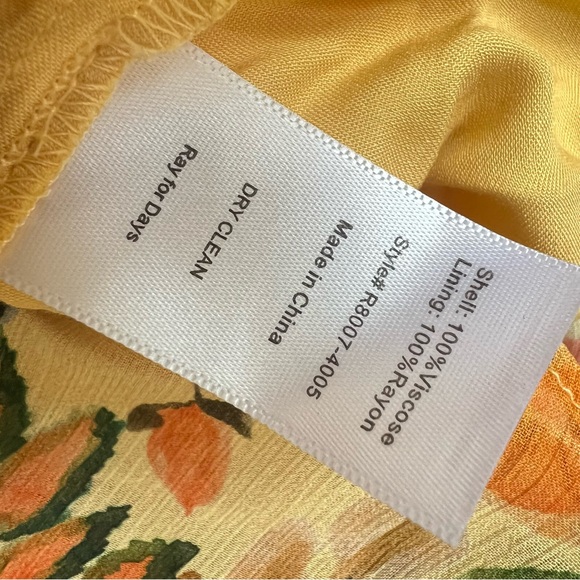 Shell: 100%Viscose
Lining: 100%Rayon
Style# R8007-4005
Made in China
DRY CLEAN
Ray for Days